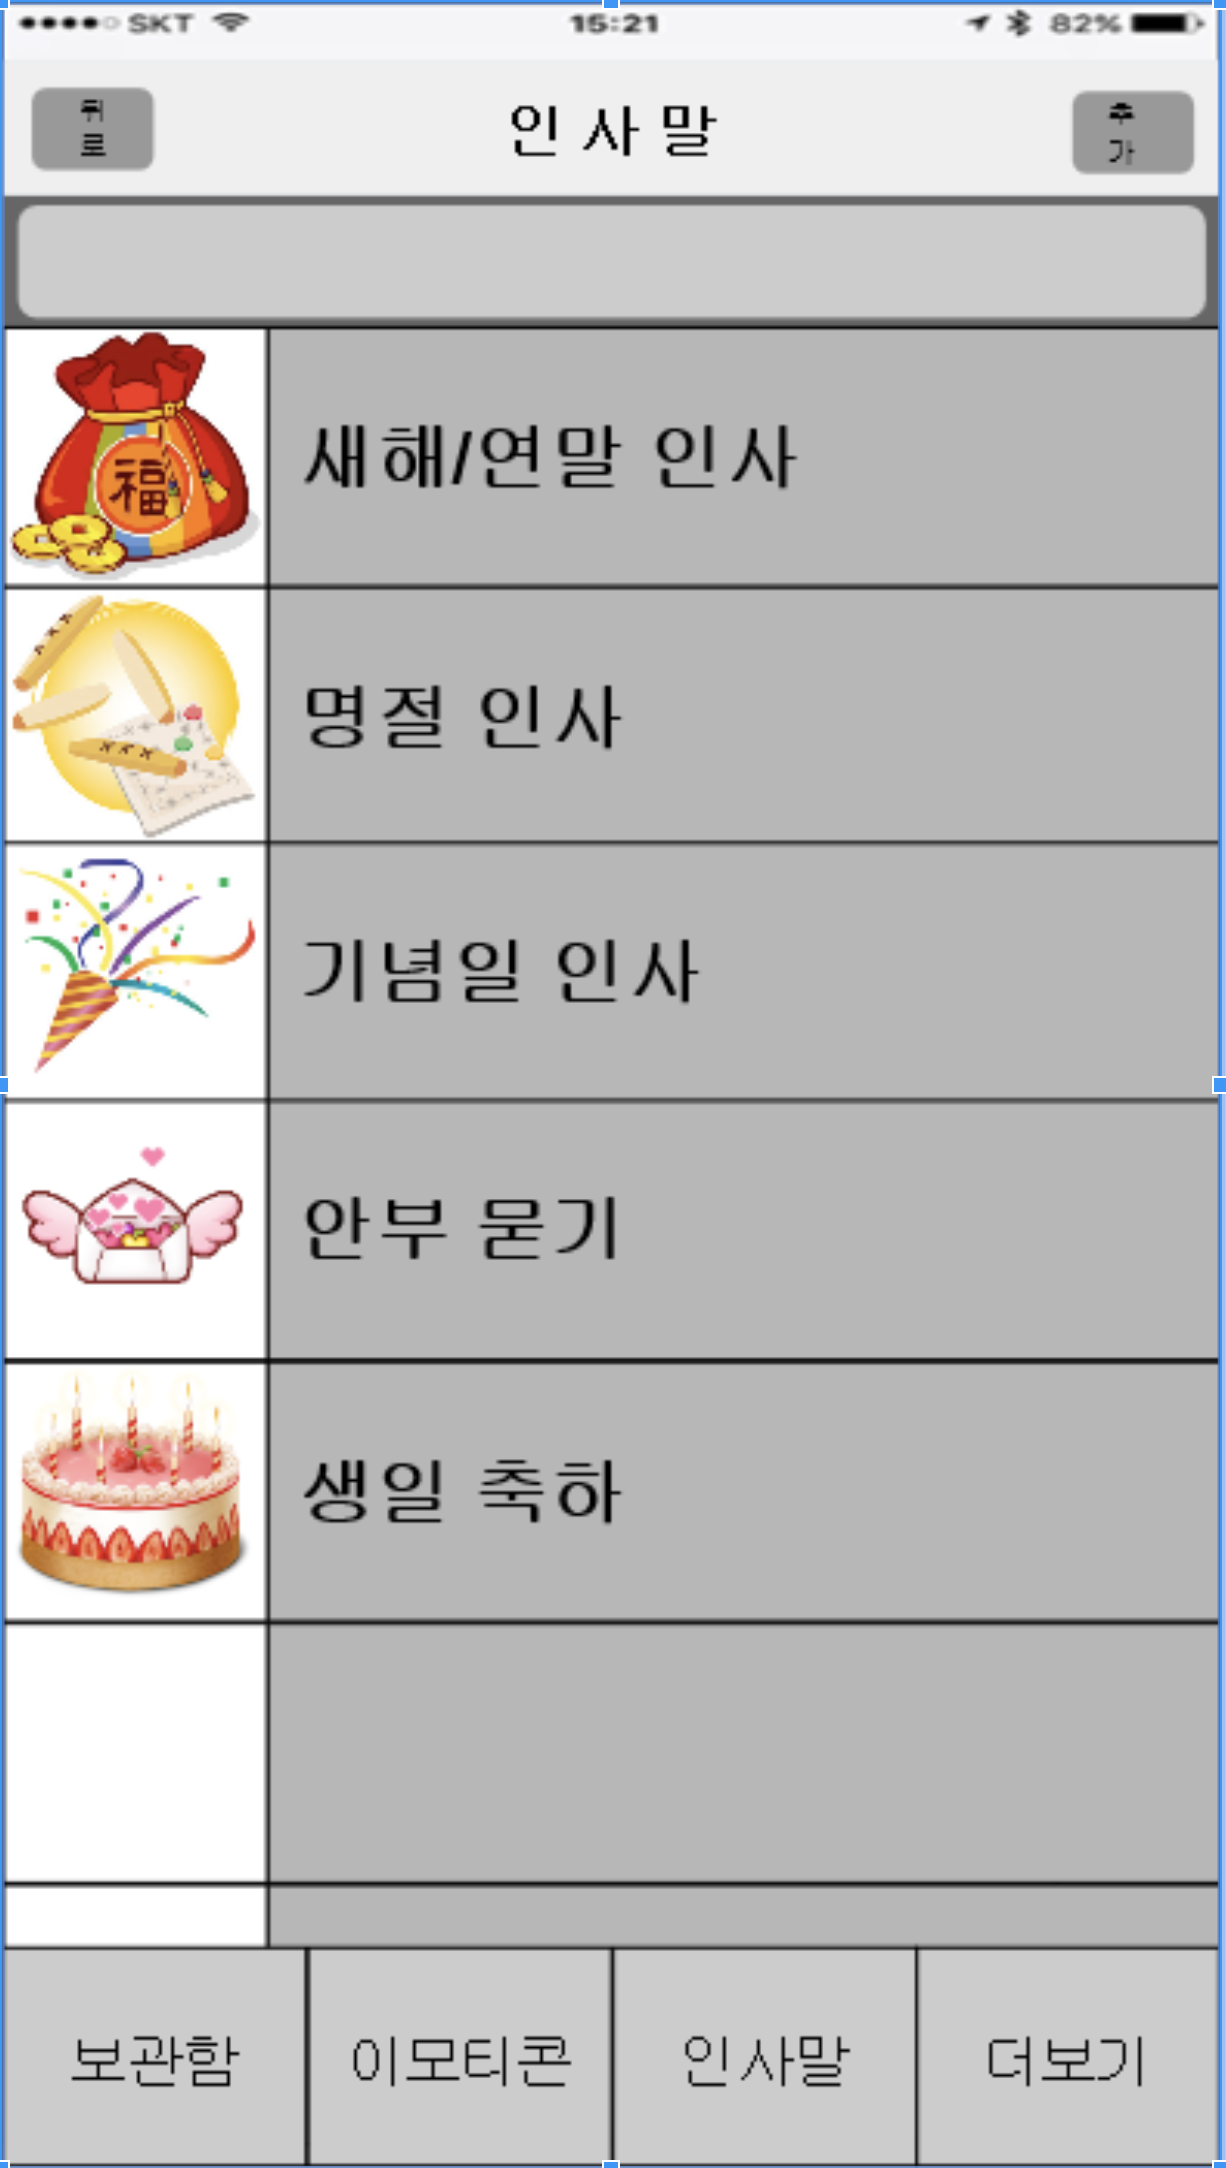 SKT 15:21 82%
뒤
로
인사말
추
가
福
새해/연말 인사
명절 인사
기념일 인사
안부 묻기
생일 축하
보관함 이모티콘 인사말 더보기